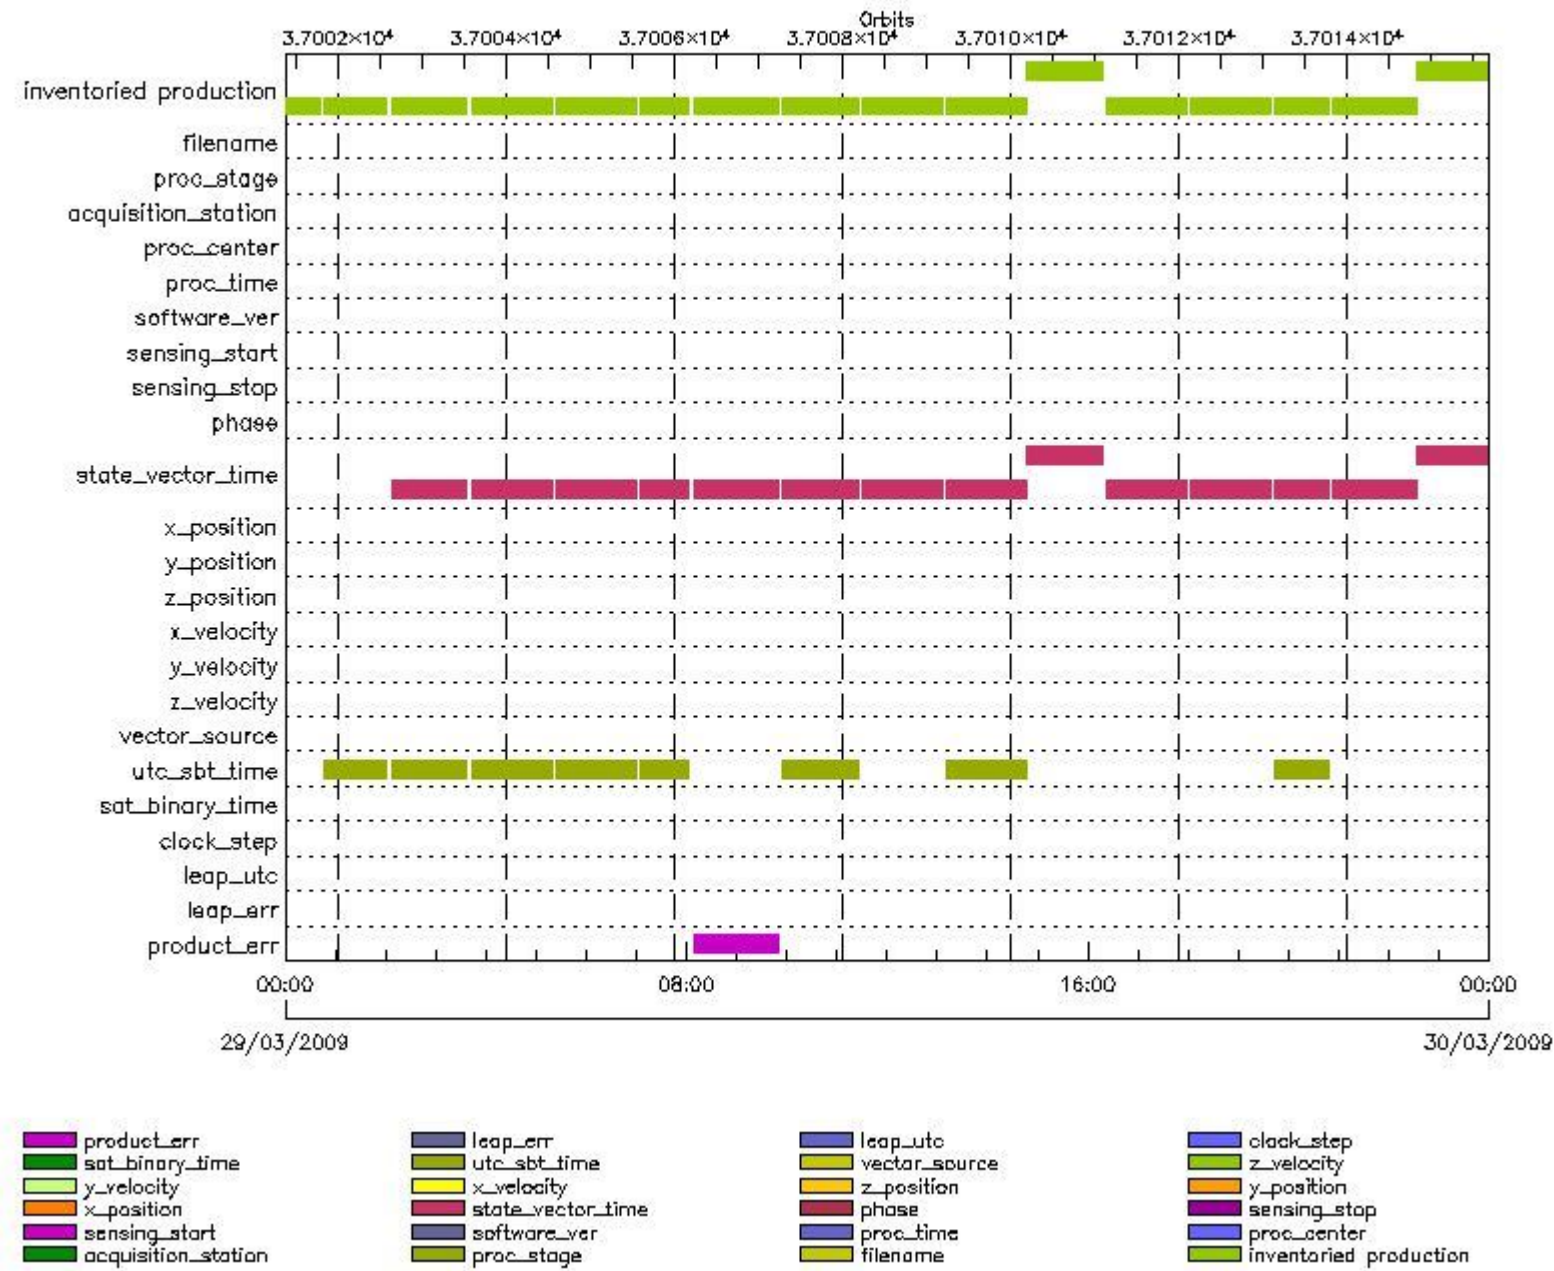 Orbits
3.7002×10⁴ 3.7004×10⁴ 3.7006×10⁴ 3.7008×10⁴ 3.7010×10⁴ 3.7012×10⁴ 3.7014×10⁴
inventoried production
filename
proc_stage
acquisition_station
proc_center
proc_time
software_ver
sensing_start
sensing_stop
phase
state_vector_time
x_position
y_position
z_position
x_velocity
y_velocity
z_velocity
vector_source
utc_sbt_time
sat_binary_time
clock_step
leap_utc
leap_err
product_err
00:00 08:00 16:00 00:00
29/03/2009 30/03/2009
product_err leap_err leap_utc clock_step
sat_binary_time utc_sbt_time vector_source z_velocity
y_velocity x_velocity z_position y_position
x_position state_vector_time phase sensing_stop
sensing_start software_ver proc_time proc_center
acquisition_station proc_stage filename inventoried production